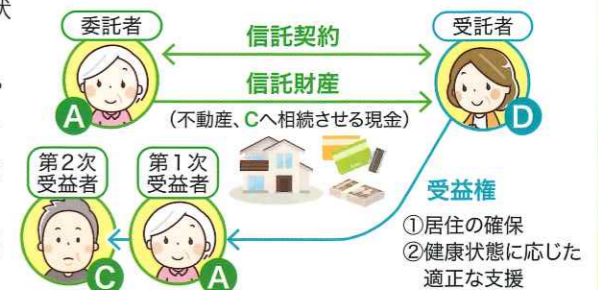 状
委託者
信託契約
受託者
信託財産
(不動産、Cへ相続させる現金)
A
D
第2次
受益者
第1次
受益者
受益権
①居住の確保
②健康状態に応じた
適正な支援
C
A